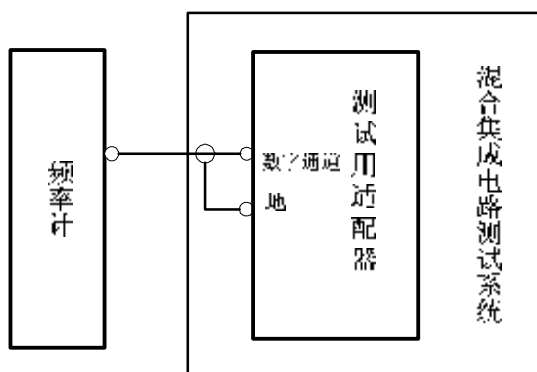 频率计
数字通道
地
测试用适配器
混合集成电路测试系统